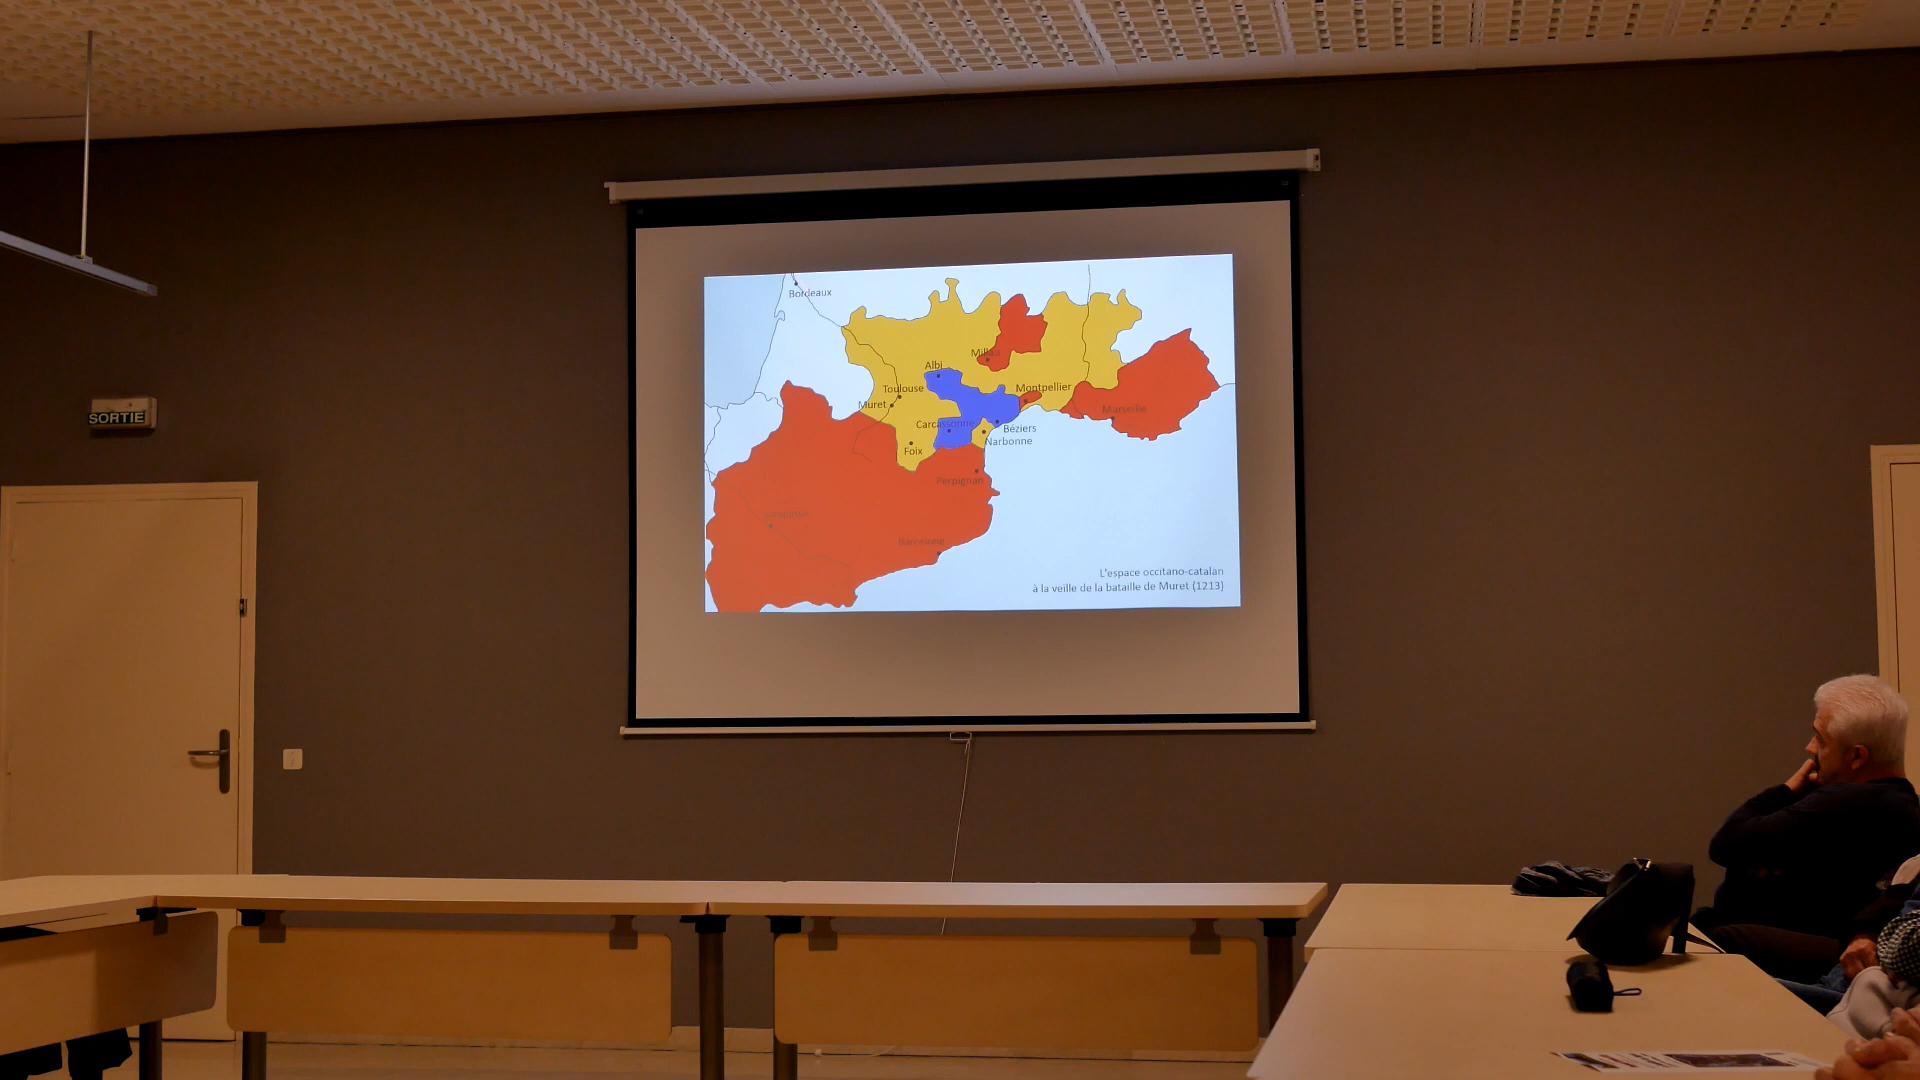 SORTIE
Bordeaux
Millau
Albi
Toulouse
Montpellier
Muret
Marseille
Carcassonne
Béziers
Narbonne
Foix
Perpignan
Barcelone
L'espace occitano-catalan
à la veille de la bataille de Muret (1213)